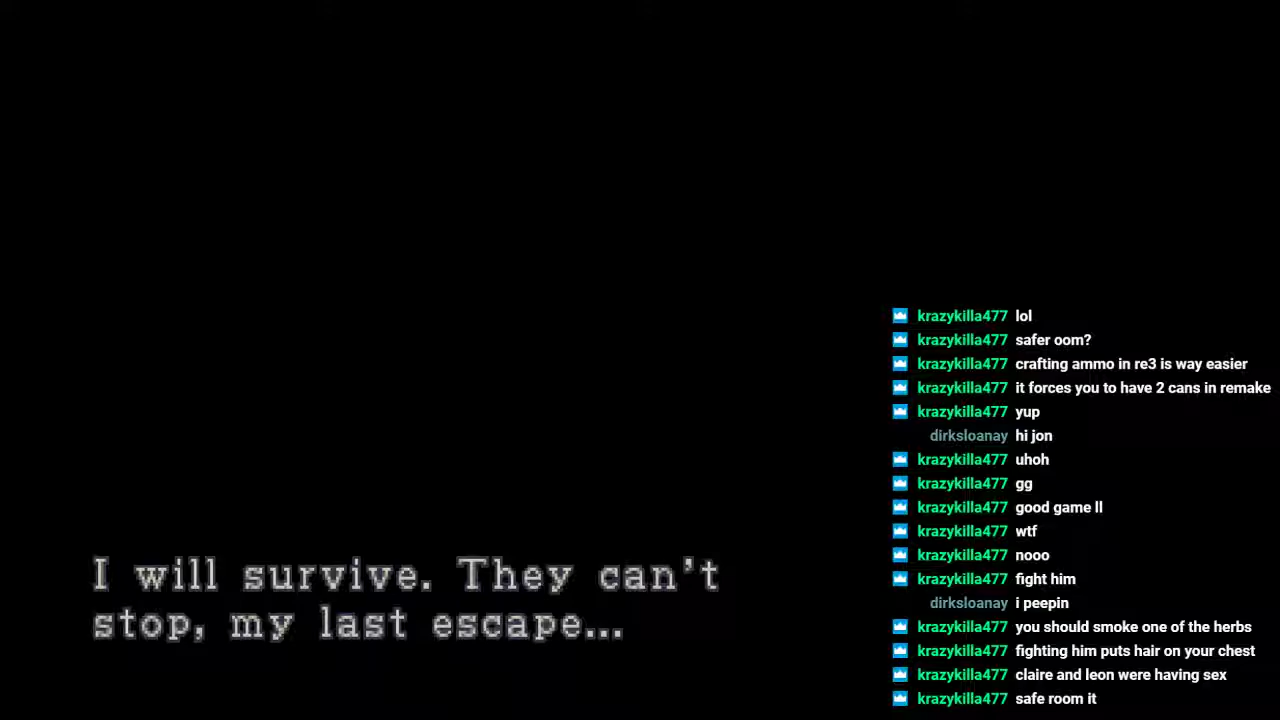 krazykilla477 lol
krazykilla477 safer oom?
krazykilla477 crafting ammo in re3 is way easier
krazykilla477 it forces you to have 2 cans in remake
krazykilla477 yup
dirksloanay hi jon
krazykilla477 uhoh
krazykilla477 gg
krazykilla477 good game ll
krazykilla477 wtf
krazykilla477 nooo
krazykilla477 fight him
dirksloanay i peepin
krazykilla477 you should smoke one of the herbs
krazykilla477 fighting him puts hair on your chest
krazykilla477 claire and leon were having sex
krazykilla477 safe room it
I will survive. They can't
stop, my last escape...